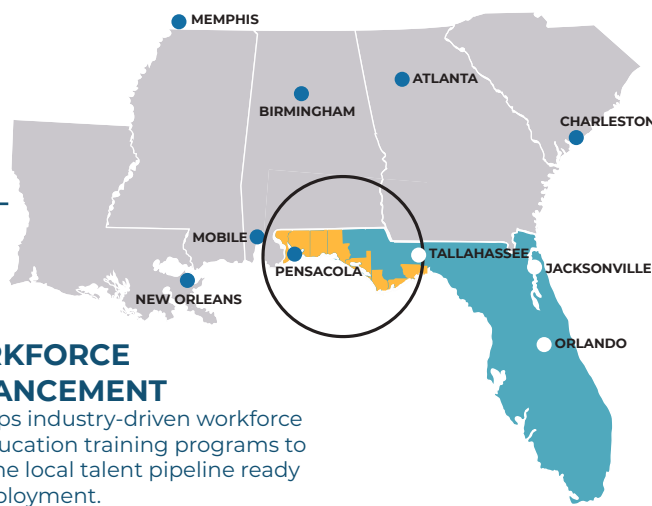 MEMPHIS
ATLANTA
BIRMINGHAM
CHARLESTON
MOBILE
TALLAHASSEE
PENSACOLA
JACKSONVILLE
NEW ORLEANS
ORLANDO
RKFORCE
ANCEMENT
ps industry-driven workforce
ucation training programs to
he local talent pipeline ready
ployment.